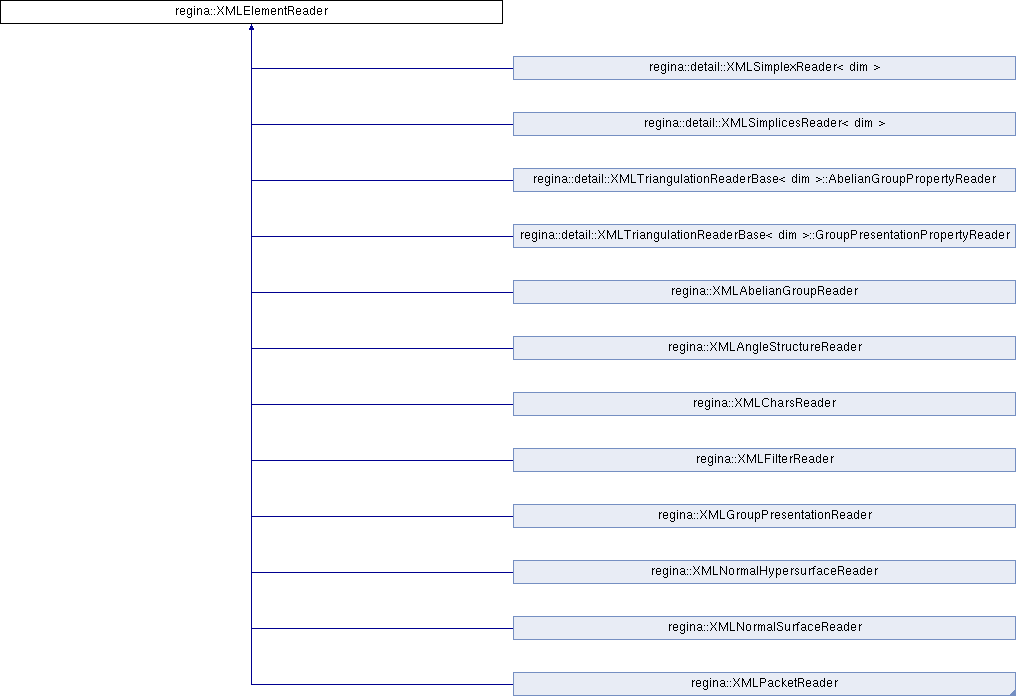 regina::XMLElementReader
regina::detail::XMLSimplexReader< dim >
regina::detail::XMLSimplicesReader< dim >
regina::detail::XMLTriangulationReaderBase< dim >::AbelianGroupPropertyReader
regina::detail::XMLTriangulationReaderBase< dim >::GroupPresentationPropertyReader
regina::XMLAbelianGroupReader
regina::XMLAngleStructureReader
regina::XMLCharsReader
regina::XMLFilterReader
regina::XMLGroupPresentationReader
regina::XMLNormalHypersurfaceReader
regina::XMLNormalSurfaceReader
regina::XMLPacketReader